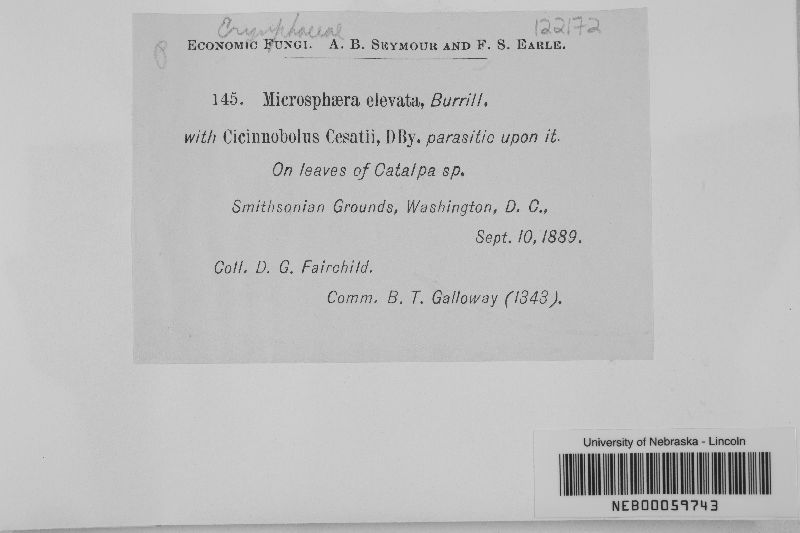 Erysiphaceae 122172
ECONOMIC FUNGI. A. B. SEYMOUR AND F. S. EARLE.
145. Microsphæra elevata, Burrill.
with Cicinnobolus Cesatii, DBy. parasitic upon it.
On leaves of Catalpa sp.
Smithsonian Grounds, Washington, D. C.,
Sept. 10, 1889.
Coll. D. G. Fairchild.
Comm. B. T. Galloway (1343).
University of Nebraska - Lincoln
NEB00059743